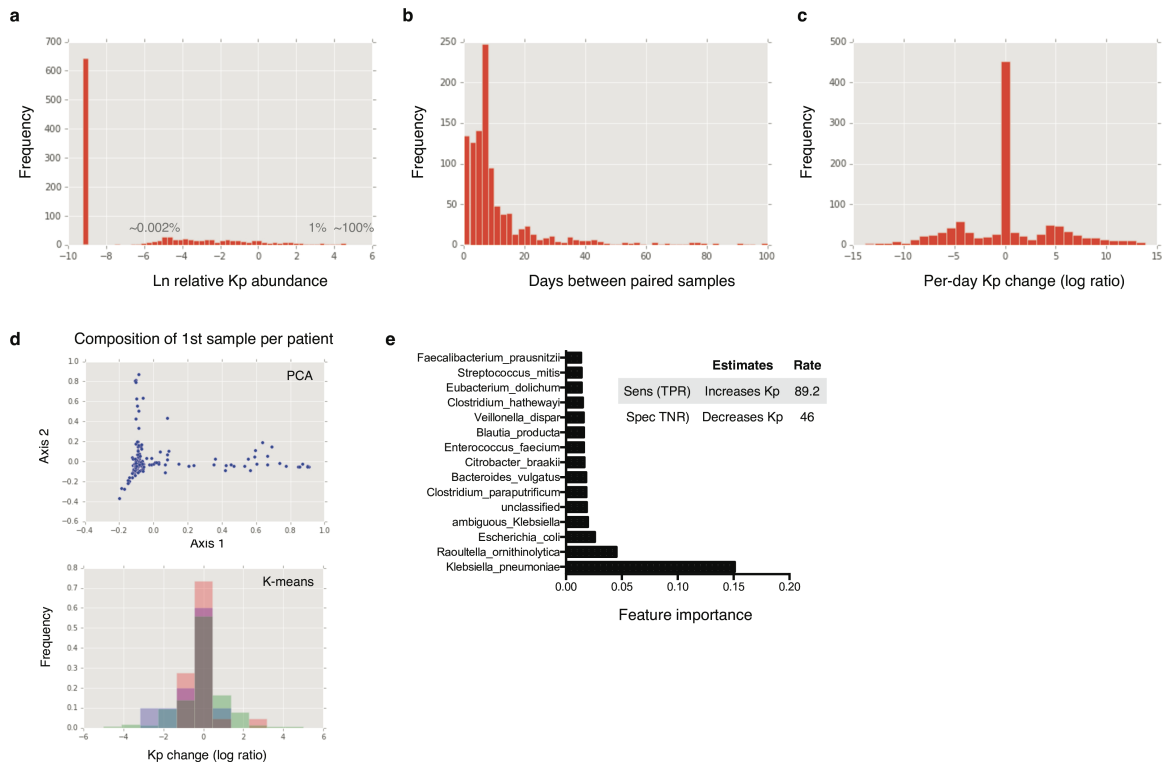 a
700
600
500
400
300
200
100
0
Frequency
~0.002%
1% ~100%
−10 −8 −6 −4 −2 0 2 4 6
Ln relative Kp abundance
b
250
200
150
100
50
0
Frequency
0 20 40 60 80 100
Days between paired samples
c
500
400
300
200
100
0
Frequency
−15 −10 −5 0 5 10 15
Per-day Kp change (log ratio)
d
Composition of 1st sample per patient
PCA
1.0
0.8
0.6
0.4
0.2
0.0
−0.2
−0.4
−0.6
Axis 2
−0.4 −0.2 0.0 0.2 0.4 0.6 0.8 1.0
Axis 1
K-means
0.8
0.7
0.6
0.5
0.4
0.3
0.2
0.1
0.0
Frequency
−6 −4 −2 0 2 4 6
Kp change (log ratio)
e
Faecalibacterium_prausnitzii
Streptococcus_mitis
Eubacterium_dolichum
Clostridium_hathewayi
Veillonella_dispar
Blautia_producta
Enterococcus_faecium
Citrobacter_braakii
Bacteroides_vulgatus
Clostridium_paraputrificum
unclassified
ambiguous_Klebsiella
Escherichia_coli
Raoultella_ornithinolytica
Klebsiella_pneumoniae
0.00 0.05 0.10 0.15 0.20
Feature importance
Estimates Rate
Sens (TPR) Increases Kp 89.2
Spec TNR) Decreases Kp 46